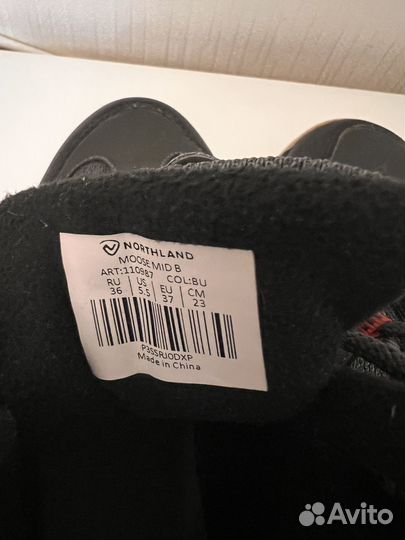 NORTHLAND
MOOSE MID B
ART:110987 COL:BU
RU US EU CM
36 5.5 37 23
P3S5RJ0DXP
Made in China
Avito